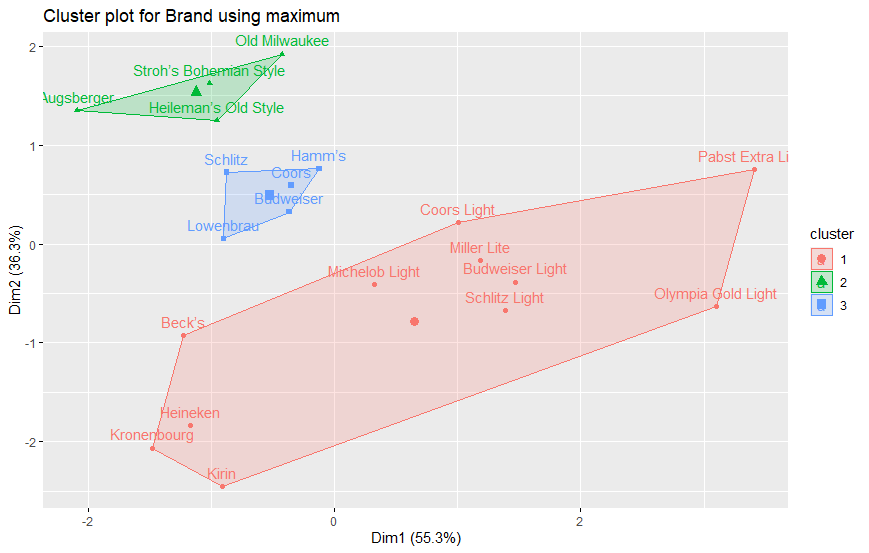 Cluster plot for Brand using maximum
Old Milwaukee
Stroh's Bohemian Style
Augsberger
Heileman's Old Style
Schlitz
Hamm's
Coors
Budweiser
Lowenbrau
Pabst Extra Li
Coors Light
Miller Lite
Michelob Light
Budweiser Light
Schlitz Light
Olympia Gold Light
Beck's
Heineken
Kronenbourg
Kirin
2
1
0
-1
-2
Dim2 (36.3%)
-2
0
2
Dim1 (55.3%)
cluster
1
2
3